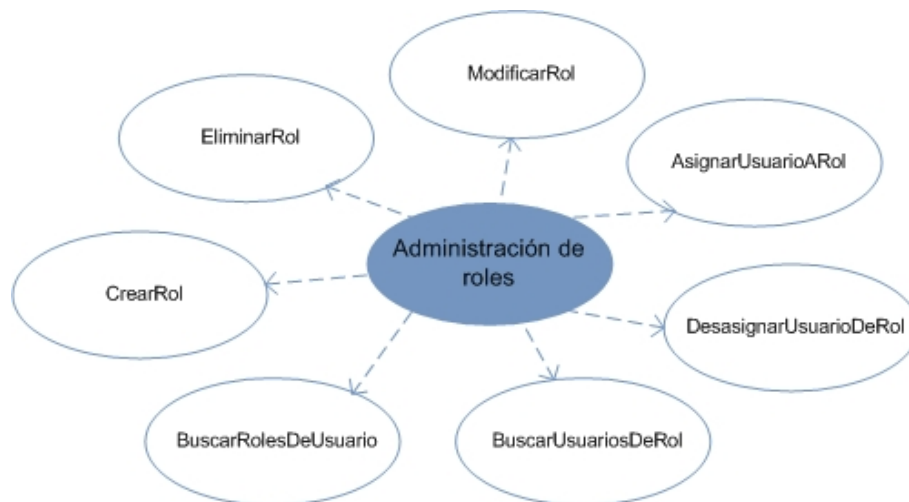 ModificarRol
EliminarRol
AsignarUsuarioARol
Administración de
roles
CrearRol
DesasignarUsuarioDeRol
BuscarRolesDeUsuario
BuscarUsuariosDeRol